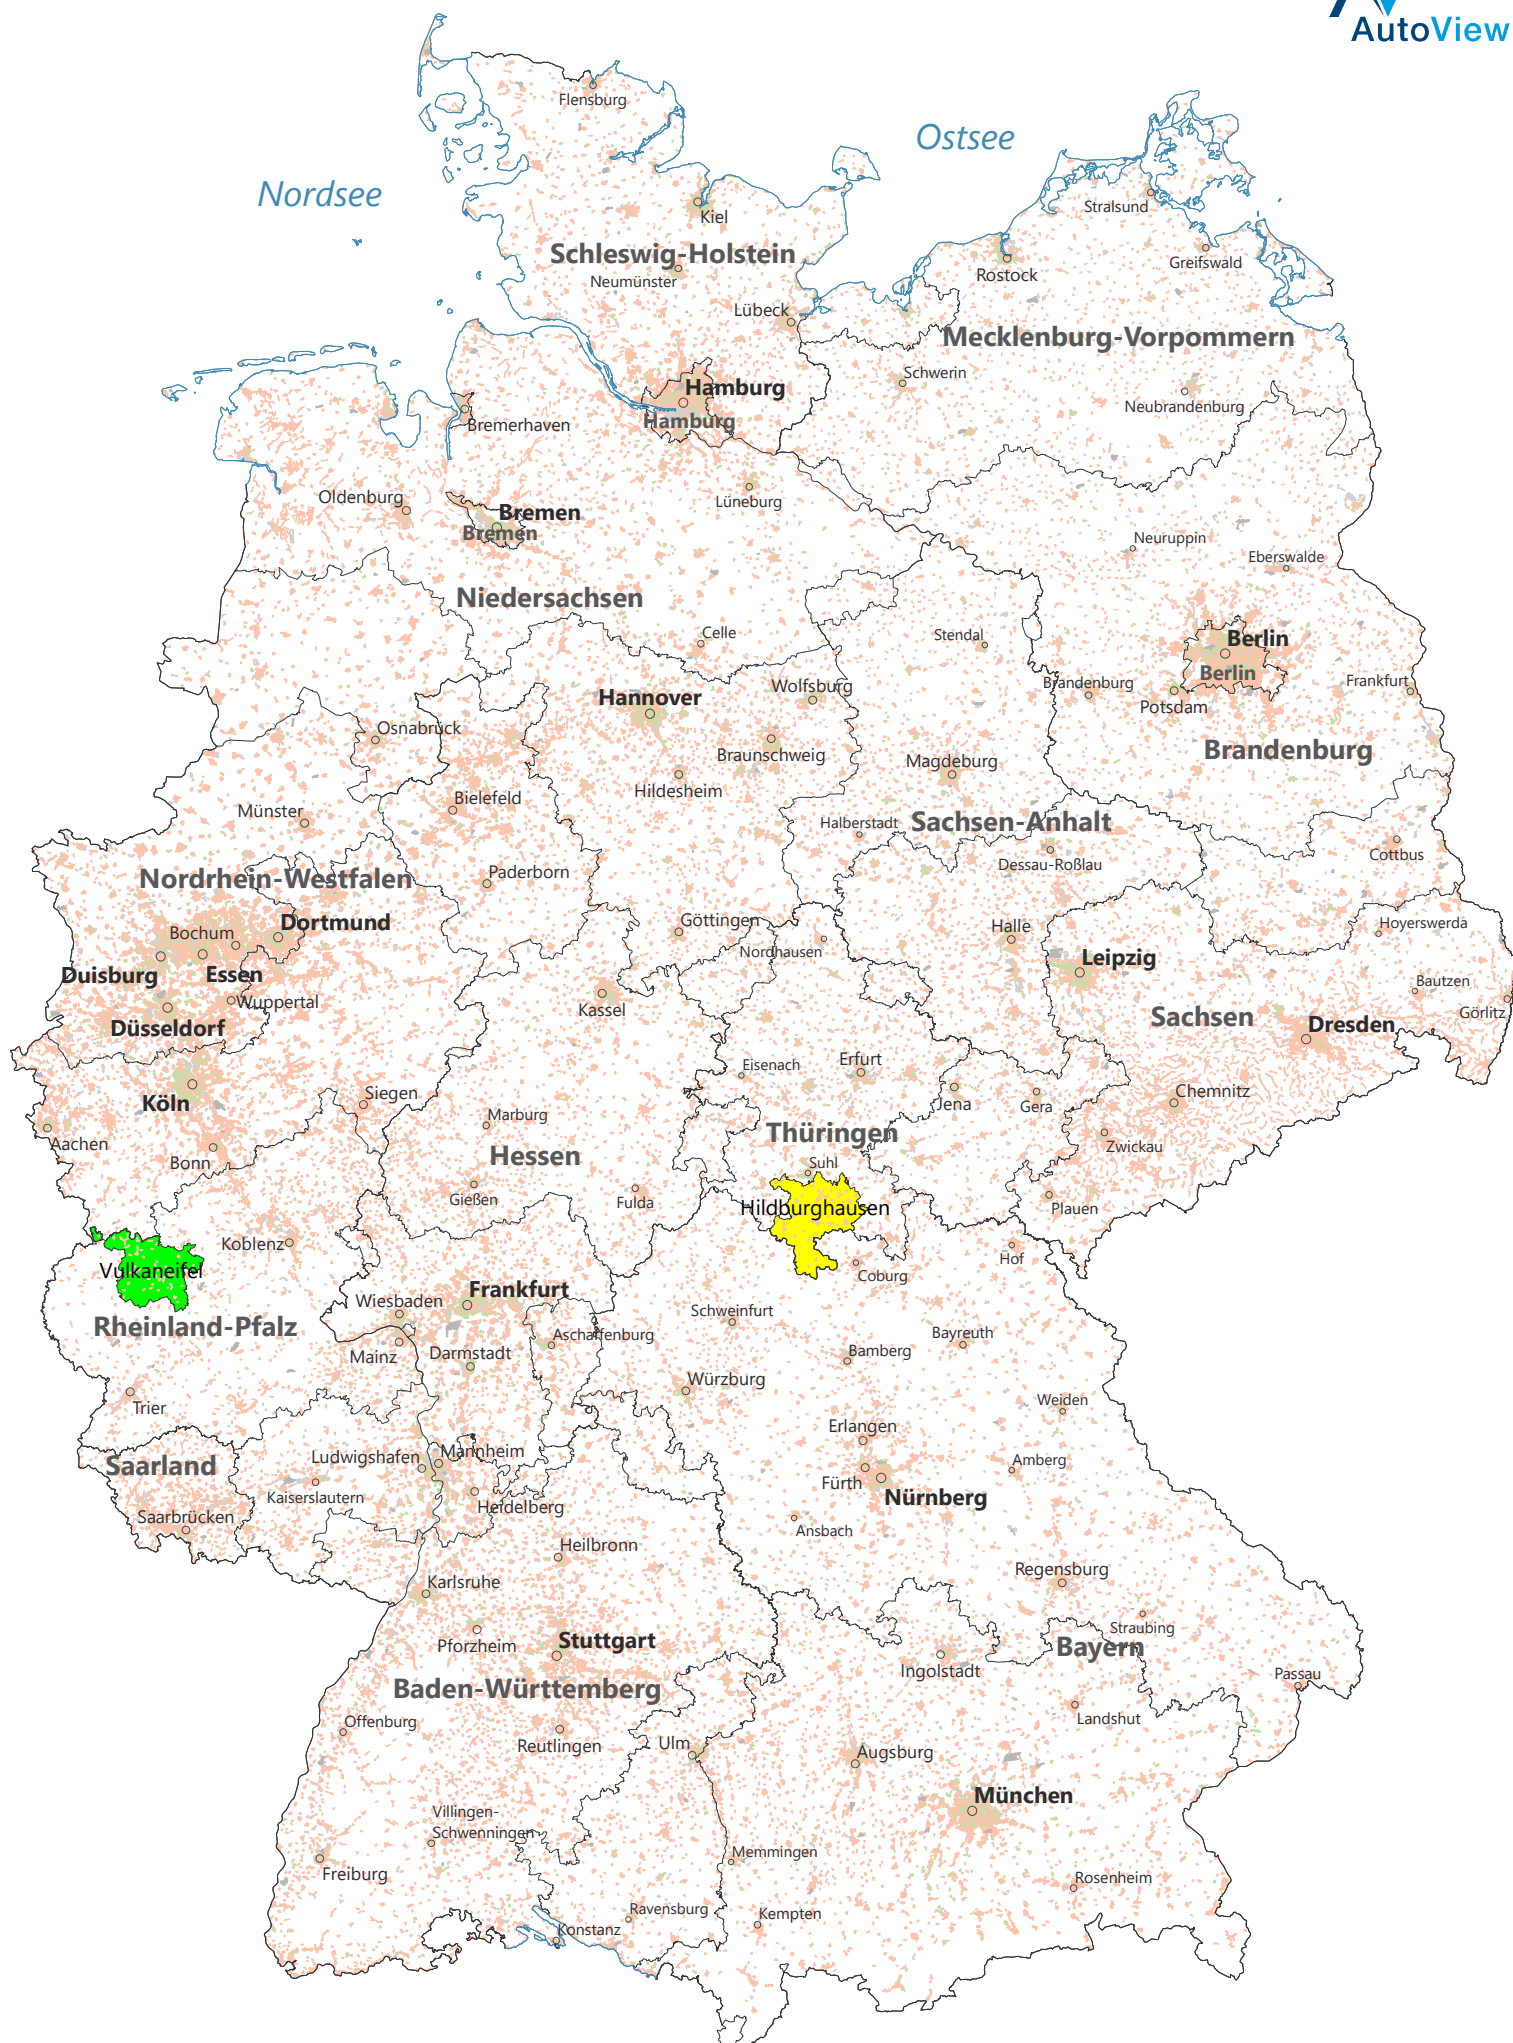 AutoView
Flensburg
Ostsee
Nordsee
Stralsund
Kiel
Schleswig-Holstein
Greifswald
Rostock
Neumünster
Lübeck
Mecklenburg-Vorpommern
Schwerin
Hamburg
Neubrandenburg
Hamburg
Bremerhaven
Oldenburg
Lüneburg
Bremen
Bremen
Neuruppin
Eberswalde
Niedersachsen
Celle
Stendal
Berlin
Berlin
Hannover
Wolfsburg
Brandenburg
Frankfurt
Potsdam
Osnabrück
Braunschweig
Brandenburg
Magdeburg
Hildesheim
Bielefeld
Münster
Halberstadt
Sachsen-Anhalt
Cottbus
Dessau-Roßlau
Nordrhein-Westfalen
Paderborn
Göttingen
Dortmund
Bochum
Halle
Hoyerswerda
Nordhausen
Leipzig
Duisburg
Essen
Bautzen
Wuppertal
Kassel
Görlitz
Düsseldorf
Sachsen
Dresden
Eisenach
Erfurt
Siegen
Köln
Chemnitz
Jena
Gera
Marburg
Thüringen
Aachen
Zwickau
Hessen
Bonn
Suhl
Gießen
Fulda
Hildburghausen
Plauen
Koblenz
Hof
Vulkaneifel
Coburg
Frankfurt
Wiesbaden
Schweinfurt
Rheinland-Pfalz
Aschaffenburg
Bayreuth
Mainz
Darmstadt
Bamberg
Würzburg
Trier
Weiden
Erlangen
Mannheim
Ludwigshafen
Saarland
Amberg
Fürth
Kaiserslautern
Nürnberg
Heidelberg
Saarbrücken
Ansbach
Heilbronn
Regensburg
Karlsruhe
Straubing
Pforzheim
Stuttgart
Bayern
Ingolstadt
Passau
Baden-Württemberg
Landshut
Offenburg
Reutlingen
Ulm
Augsburg
München
Villingen-
Schwenningen
Memmingen
Freiburg
Rosenheim
Ravensburg
Kempten
Konstanz